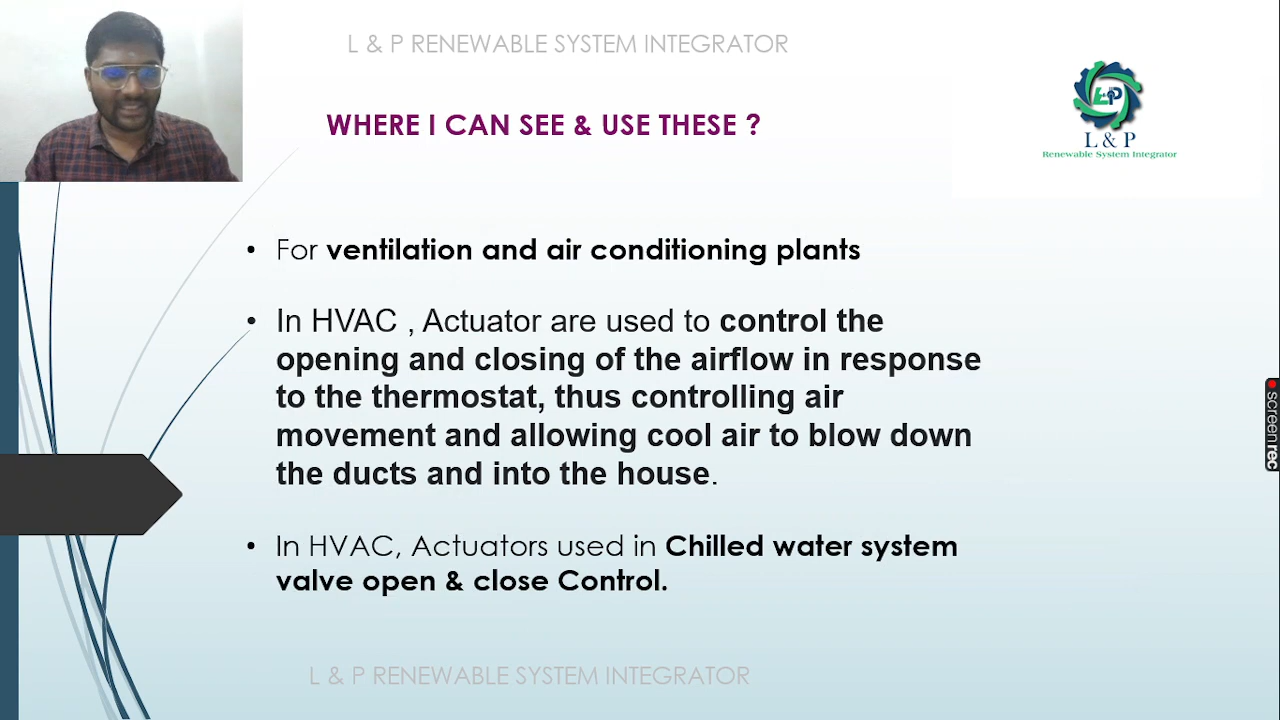 L & P RENEWABLE SYSTEM INTEGRATOR
L&P
L & P
Renewable System Integrator
WHERE I CAN SEE & USE THESE ?
• For ventilation and air conditioning plants
• In HVAC , Actuator are used to control the
opening and closing of the airflow in response
to the thermostat, thus controlling air
movement and allowing cool air to blow down
the ducts and into the house.
• In HVAC, Actuators used in Chilled water system
valve open & close Control.
L & P RENEWABLE SYSTEM INTEGRATOR
screenrec